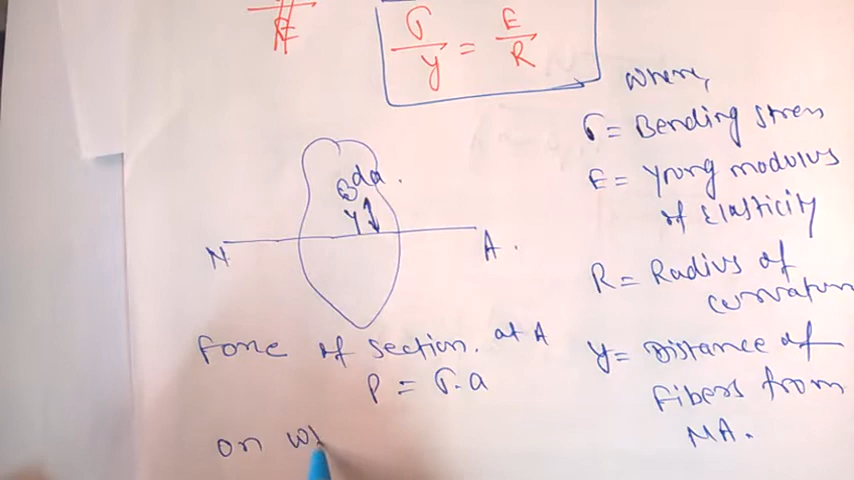 σ/y = E/R
where,
σ = Bending stress
E = Young modulus
of Elasticity
R = Radius of
curvature
y = Distance of
fibers from
NA.
da.
y
N
A.
Force of section. at A
P = σ.a
on w